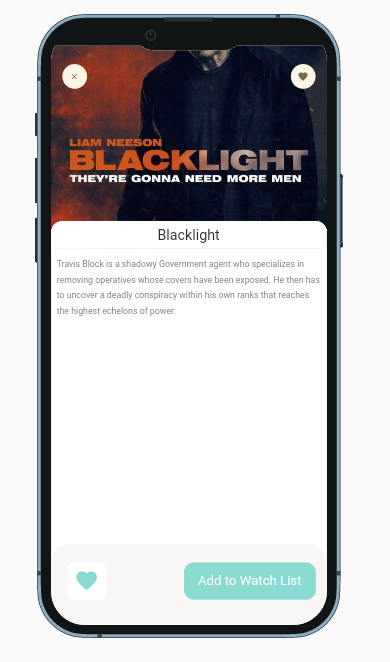 LIAM NEESON
BLACKLIGHT
THEY'RE GONNA NEED MORE MEN
Blacklight
Travis Block is a shadowy Government agent who specializes in
removing operatives whose covers have been exposed. He then has
to uncover a deadly conspiracy within his own ranks that reaches
the highest echelons of power.
Add to Watch List